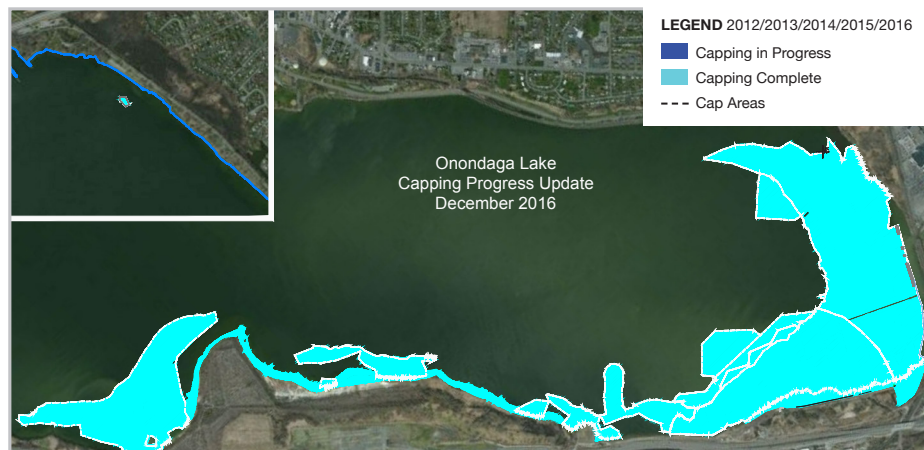 LEGEND 2012/2013/2014/2015/2016
Capping in Progress
Capping Complete
Cap Areas
Onondaga Lake
Capping Progress Update
December 2016